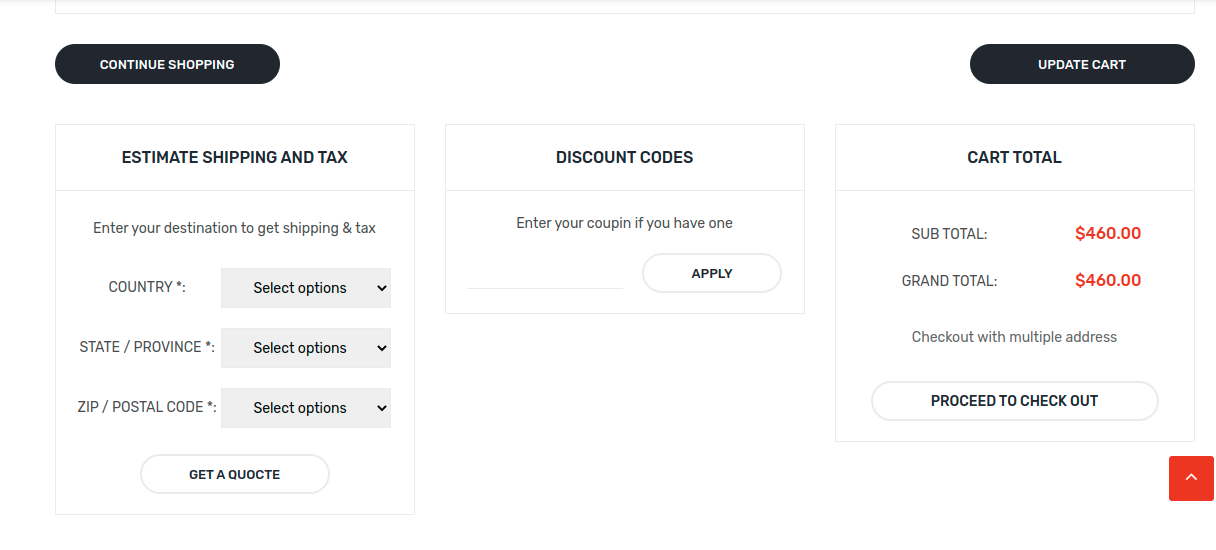 CONTINUE SHOPPING
UPDATE CART
ESTIMATE SHIPPING AND TAX
Enter your destination to get shipping & tax
COUNTRY *:
Select options
STATE / PROVINCE *:
Select options
ZIP / POSTAL CODE *:
Select options
GET A QUOCTE
DISCOUNT CODES
Enter your coupin if you have one
APPLY
CART TOTAL
SUB TOTAL:
$460.00
GRAND TOTAL:
$460.00
Checkout with multiple address
PROCEED TO CHECK OUT